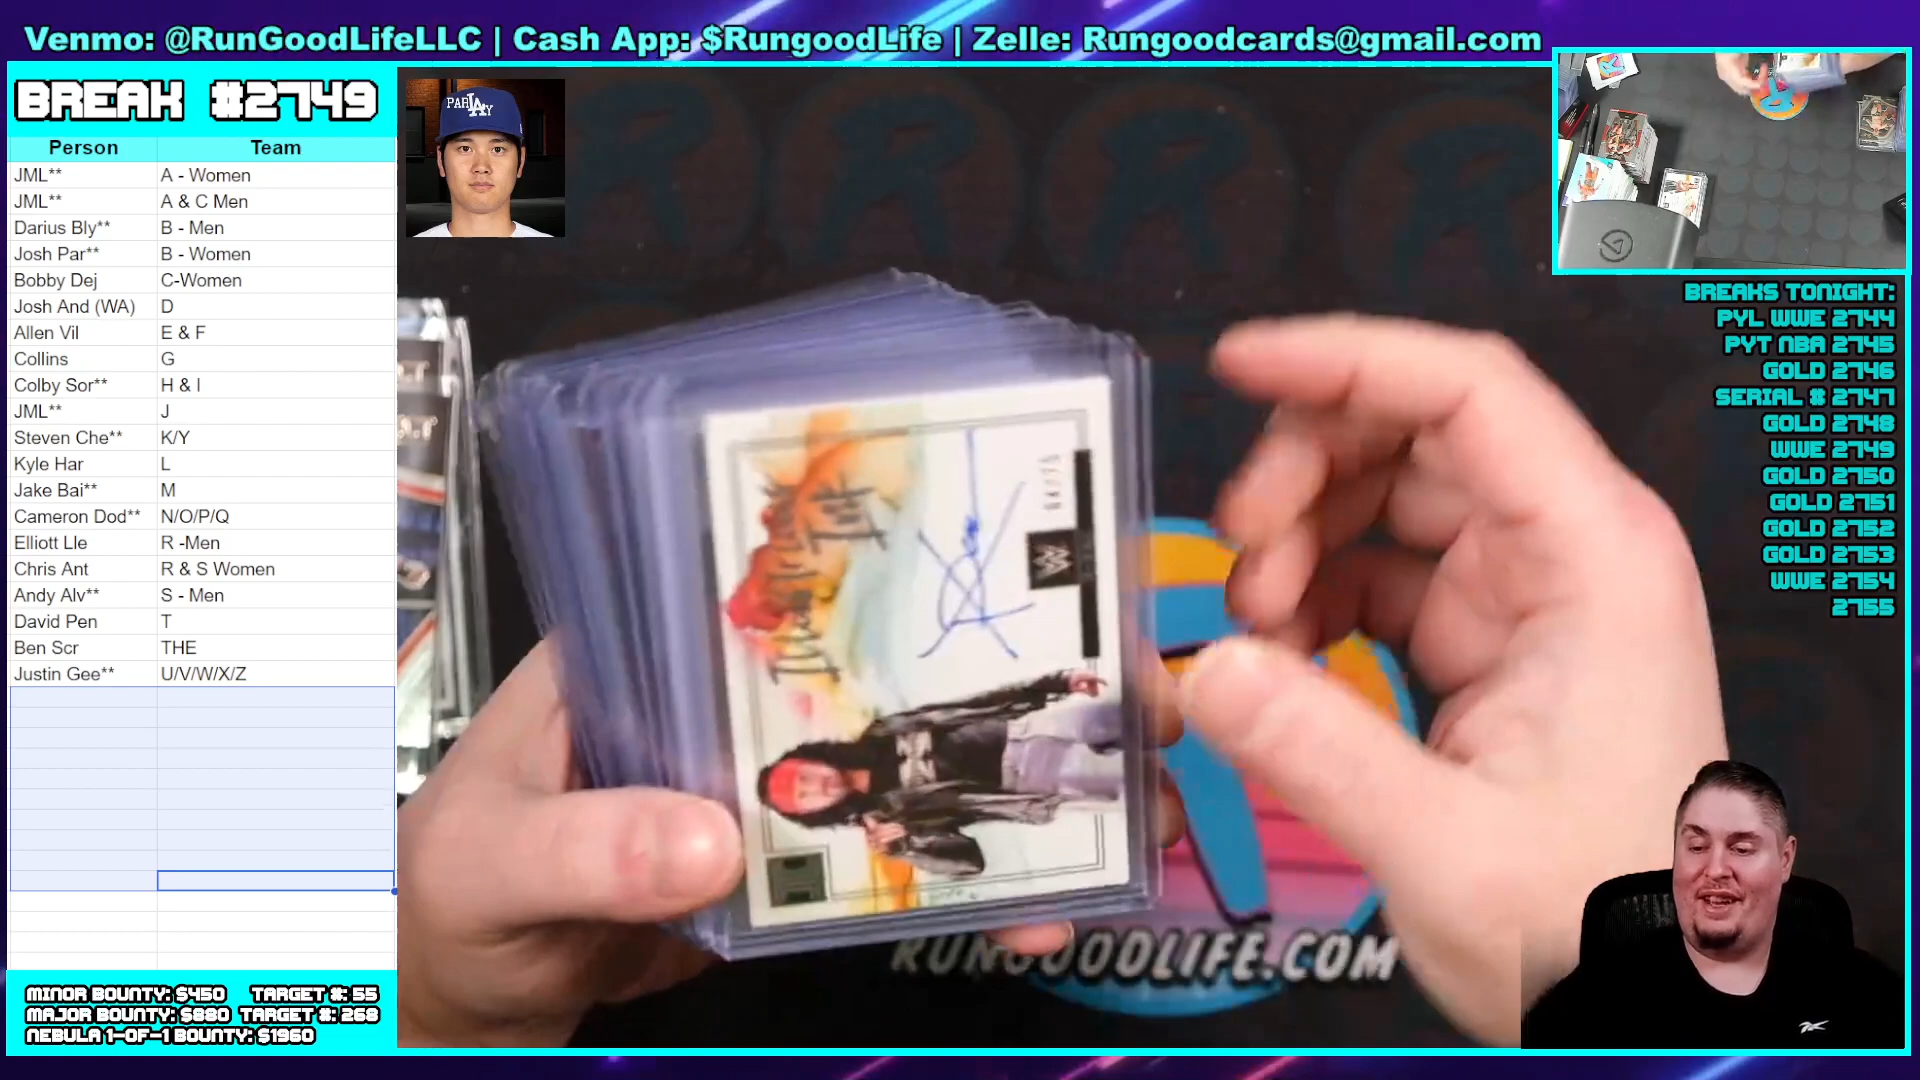 Venmo: @RunGoodLifeLLC | Cash App: $RungoodLife | Zelle: Rungoodcards@gmail.com
BREAK #2749
Person Team
JML** A - Women
JML** A & C Men
Darius Bly** B - Men
Josh Par** B - Women
Bobby Dej C-Women
Josh And (WA) D
Allen Vil E & F
Collins G
Colby Sor** H & I
JML** J
Steven Che** K/Y
Kyle Har L
Jake Bai** M
Cameron Dod** N/O/P/Q
Elliott Lle R -Men
Chris Ant R & S Women
Andy Alv** S - Men
David Pen T
Ben Scr THE
Justin Gee** U/V/W/X/Z
MINOR BOUNTY: $450 TARGET #: 55
MAJOR BOUNTY: $880 TARGET #: 268
NEBULA 1-OF-1 BOUNTY: $1960
BREAKS TONIGHT:
PYL WWE 2744
PYT NBA 2745
GOLD 2746
SERIAL # 2747
GOLD 2748
WWE 2749
GOLD 2750
GOLD 2751
GOLD 2752
GOLD 2753
WWE 2754
2755
Ink
RUNGOODLIFE.COM